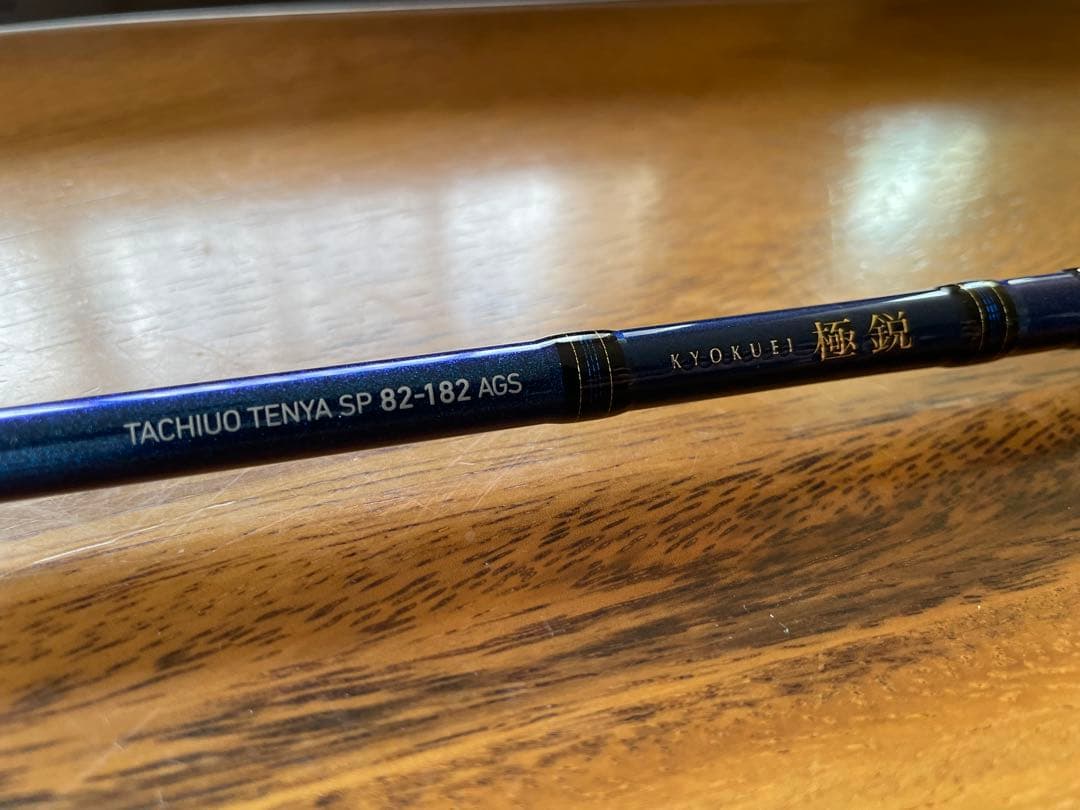 TACHIUO TENYA SP 82-182 AGS
KYOKUEI 極鋭